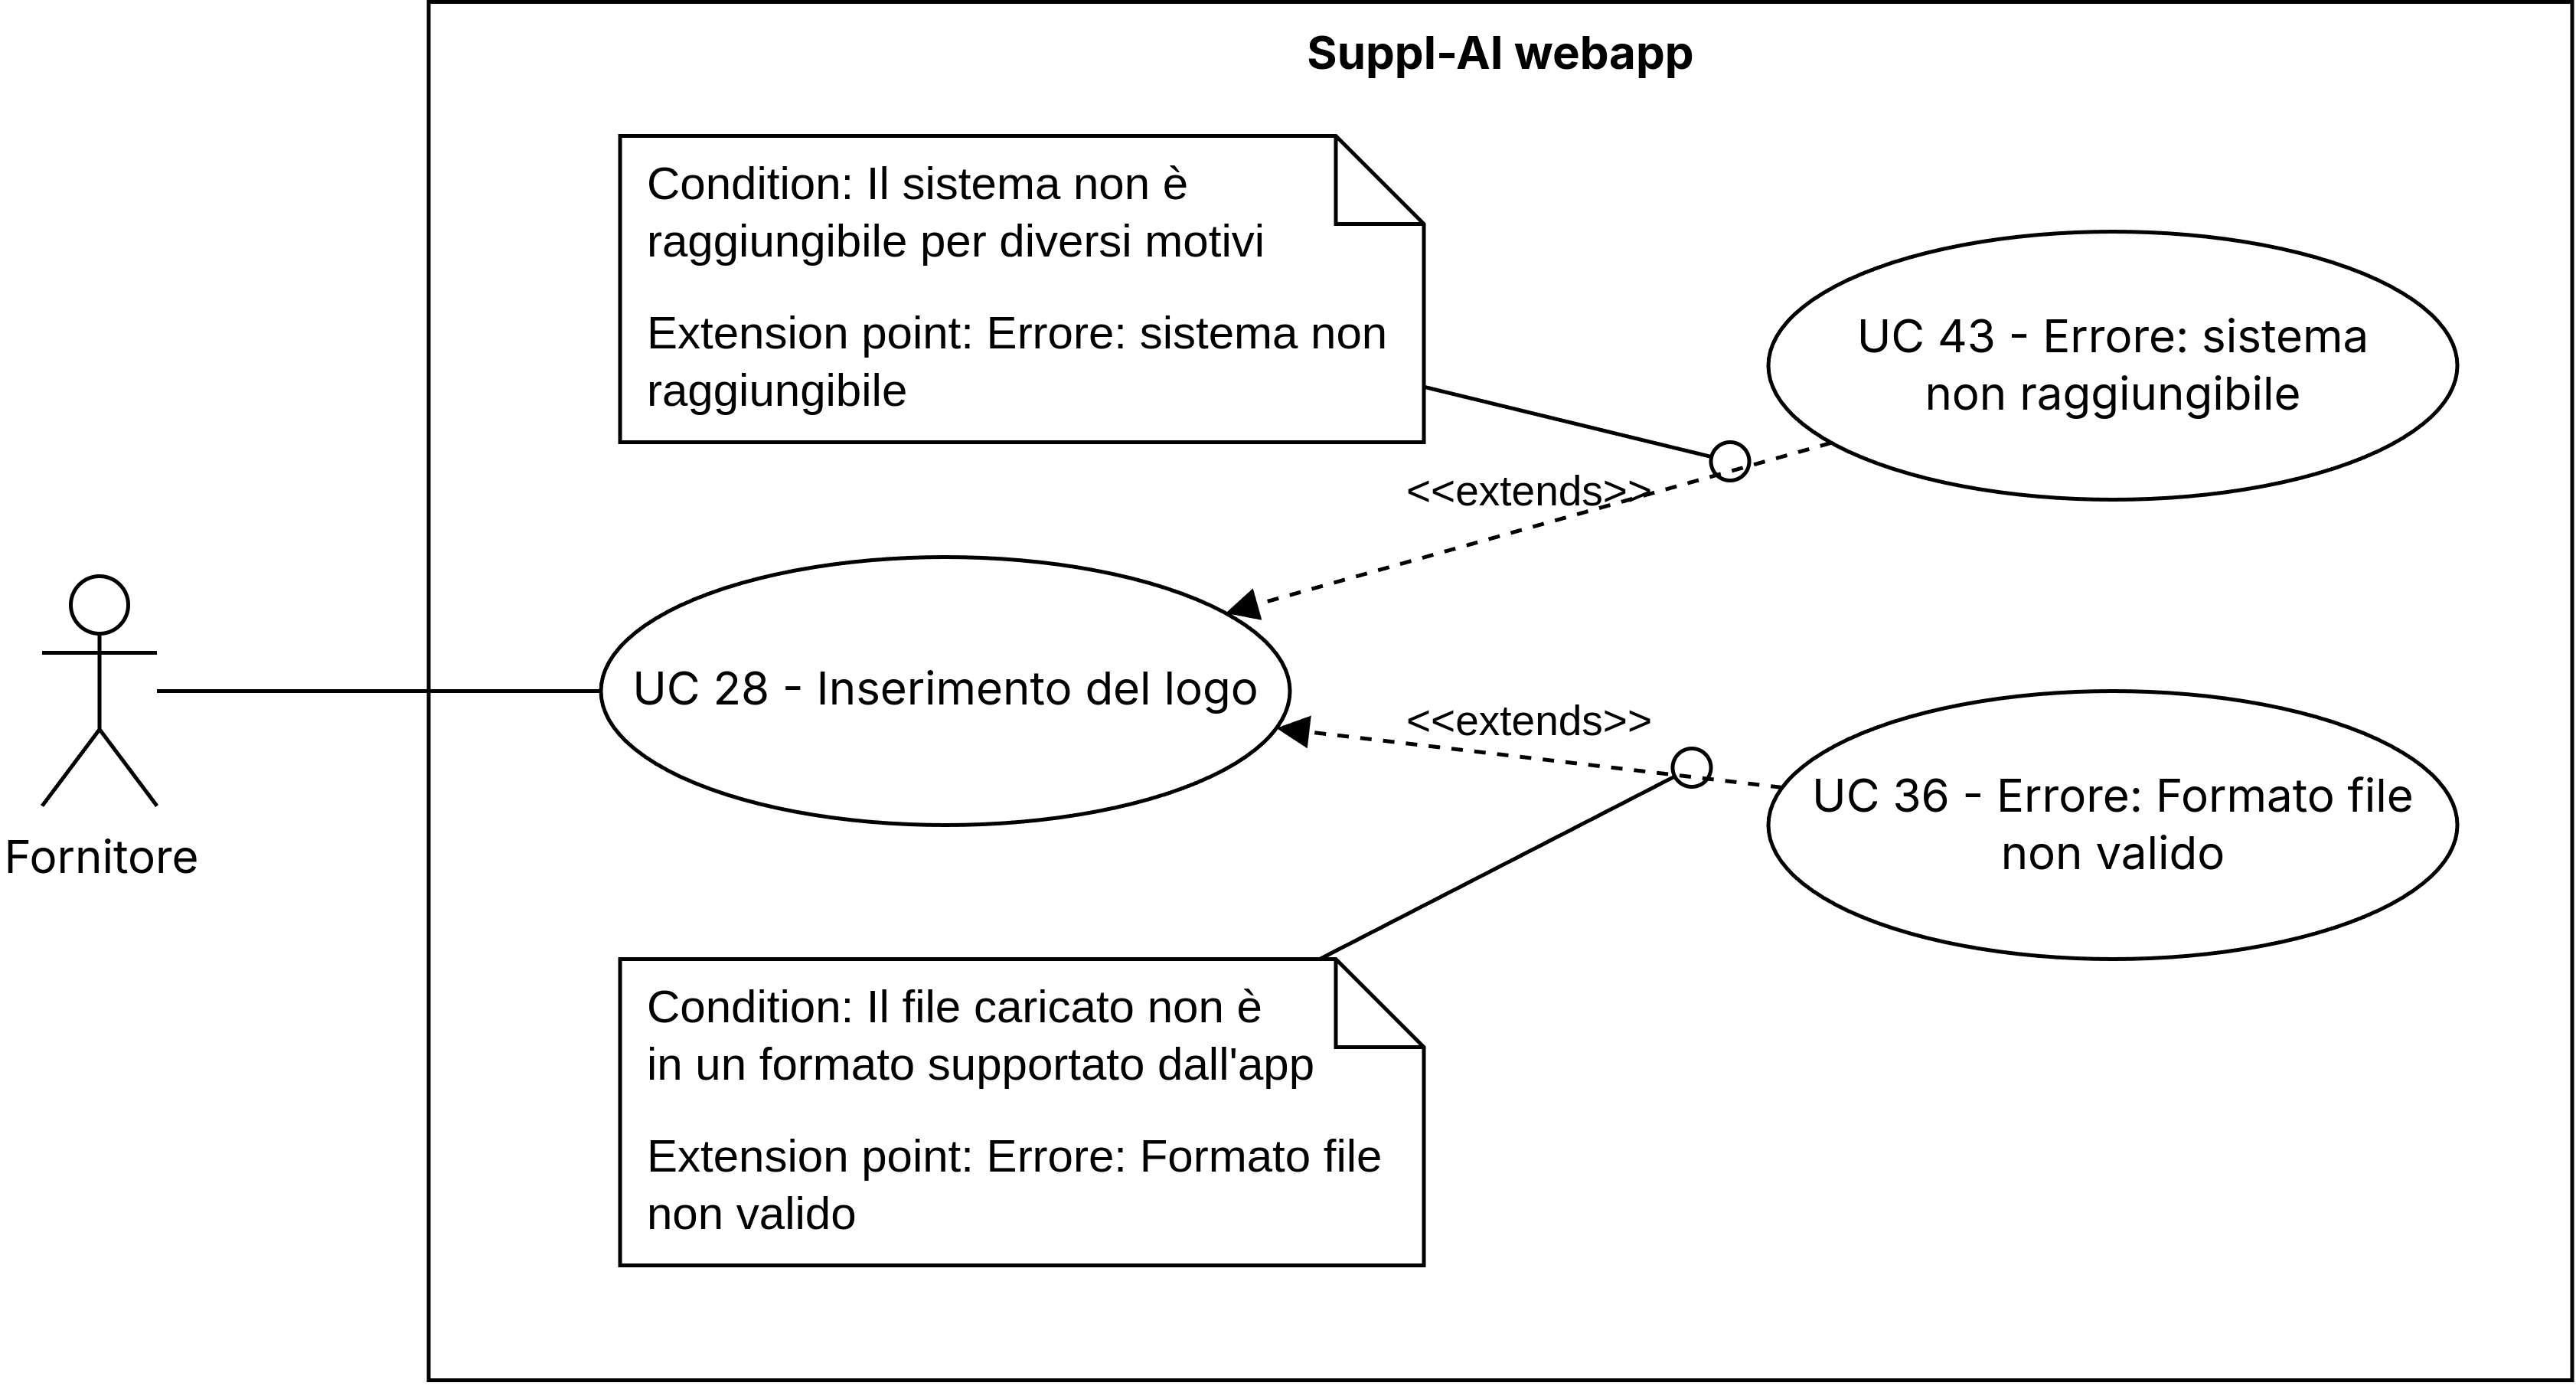 Suppl-AI webapp
Condition: Il sistema non è
raggiungibile per diversi motivi
Extension point: Errore: sistema non
raggiungibile
UC 43 - Errore: sistema
non raggiungibile
<<extends>>
UC 28 - Inserimento del logo
<<extends>>
UC 36 - Errore: Formato file
non valido
Fornitore
Condition: Il file caricato non è
in un formato supportato dall'app
Extension point: Errore: Formato file
non valido